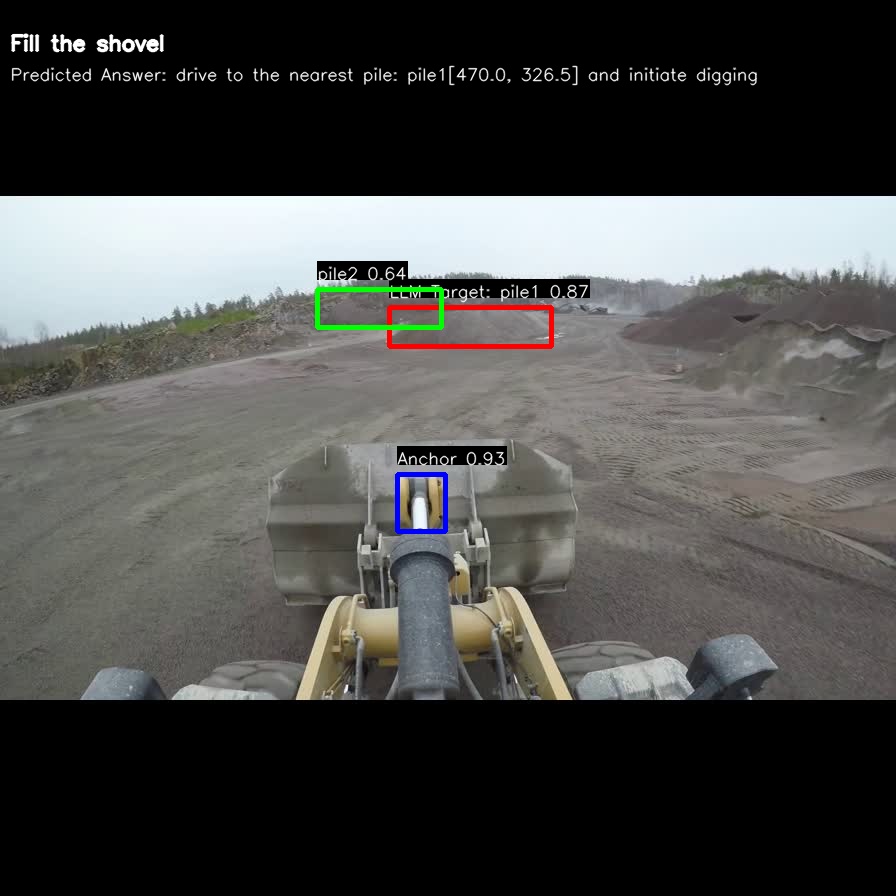 Fill the shovel
Predicted Answer: drive to the nearest pile: pile1[470.0, 326.5] and initiate digging
pile2 0.64
LLM Target: pile1 0.87
Anchor 0.93